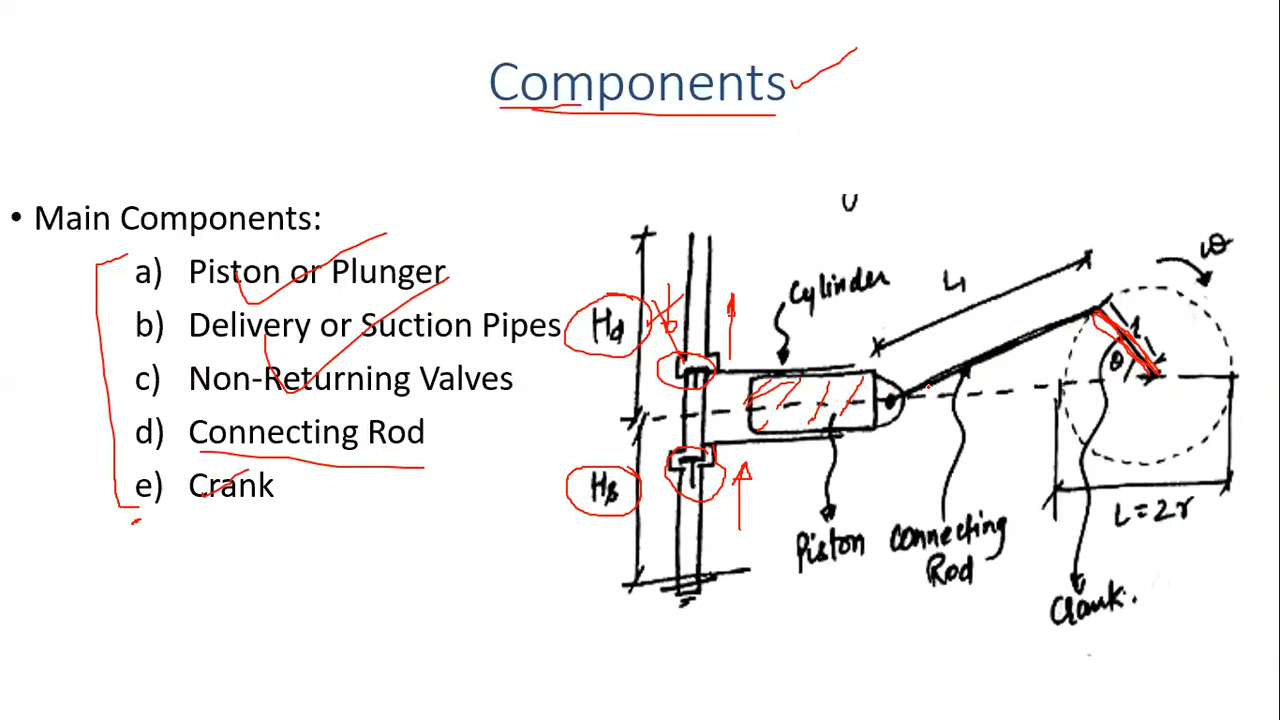 Components
• Main Components:
a) Piston or Plunger
b) Delivery or Suction Pipes
c) Non-Returning Valves
d) Connecting Rod
e) Crank
Cylinder
L1
ω
Hd
r
θ
Hs
L = 2r
Piston
Connecting
Rod
Crank.